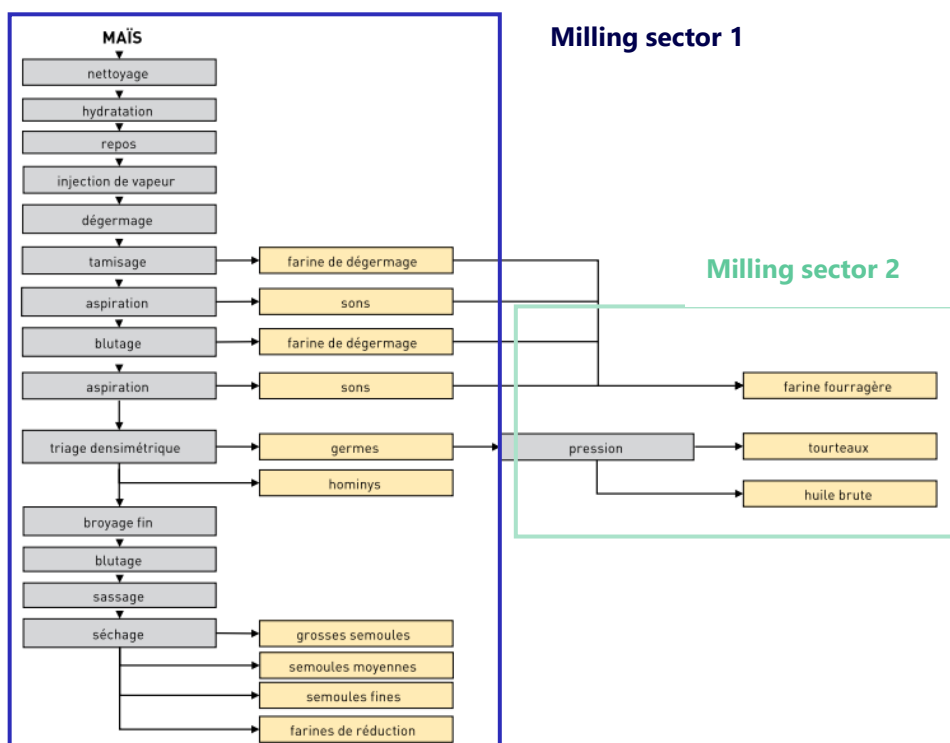 Milling sector 1
MAÏS
nettoyage
hydratation
repos
injection de vapeur
dégermage
tamisage
farine de dégermage
Milling sector 2
aspiration
sons
blutage
farine de dégermage
aspiration
sons
farine fourragère
triage densimétrique
germes
pression
tourteaux
hominys
huile brute
broyage fin
blutage
sassage
séchage
grosses semoules
semoules moyennes
semoules fines
farines de réduction